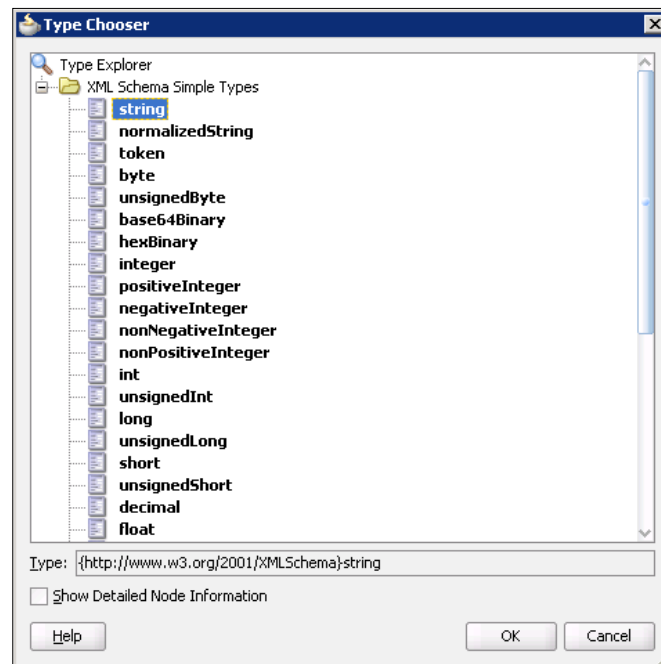 Type Chooser
Type Explorer
XML Schema Simple Types
string
normalizedString
token
byte
unsignedByte
base64Binary
hexBinary
integer
positiveInteger
negativeInteger
nonNegativeInteger
nonPositiveInteger
int
unsignedInt
long
unsignedLong
short
unsignedShort
decimal
float
Type: {http://www.w3.org/2001/XMLSchema}string
Show Detailed Node Information
Help OK Cancel